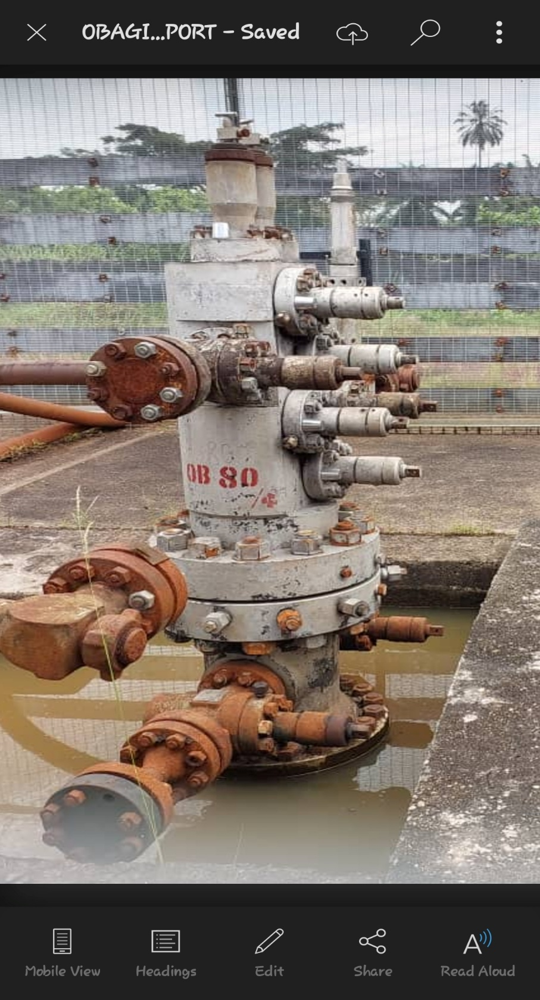 OBAGI...PORT – Saved
OB 80
Mobile View
Headings
Edit
Share
Read Aloud